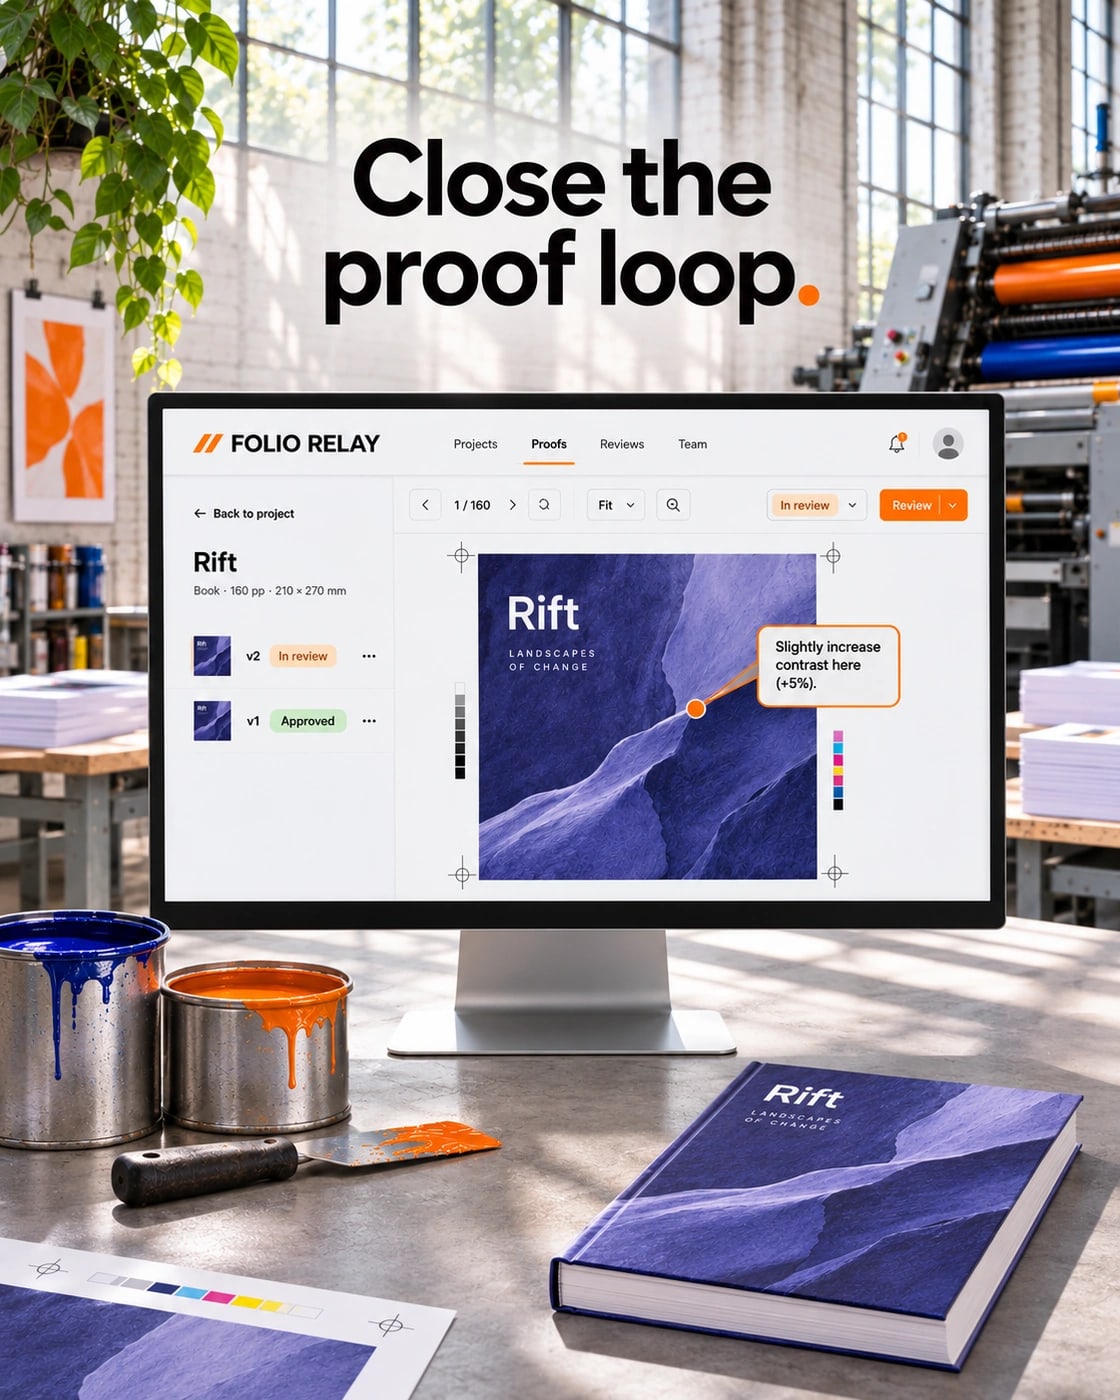 Close the
proof loop.
FOLIO RELAY
Projects
Proofs
Reviews
Team
Back to project
Rift
Book · 160 pp · 210 × 270 mm
v2
In review
v1
Approved
1 / 160
Fit
In review
Review
Rift
LANDSCAPES
OF CHANGE
Slightly increase
contrast here
(+5%).
Rift
LANDSCAPES
OF CHANGE